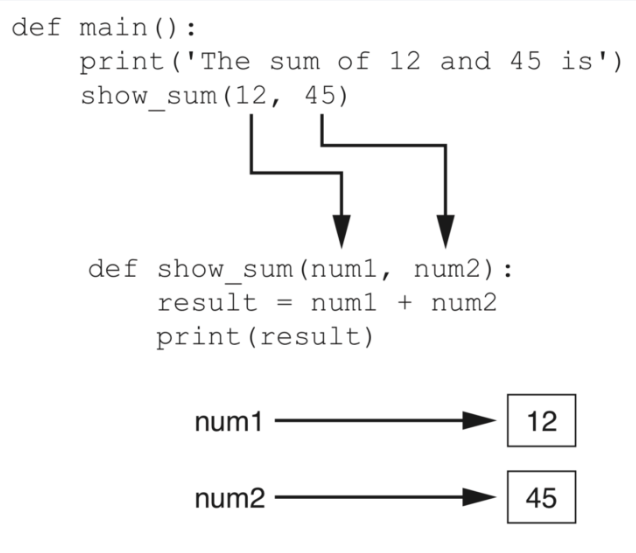 def main():
    print('The sum of 12 and 45 is')
    show_sum(12, 45)
def show_sum(num1, num2):
    result = num1 + num2
    print(result)
num1 12
num2 45